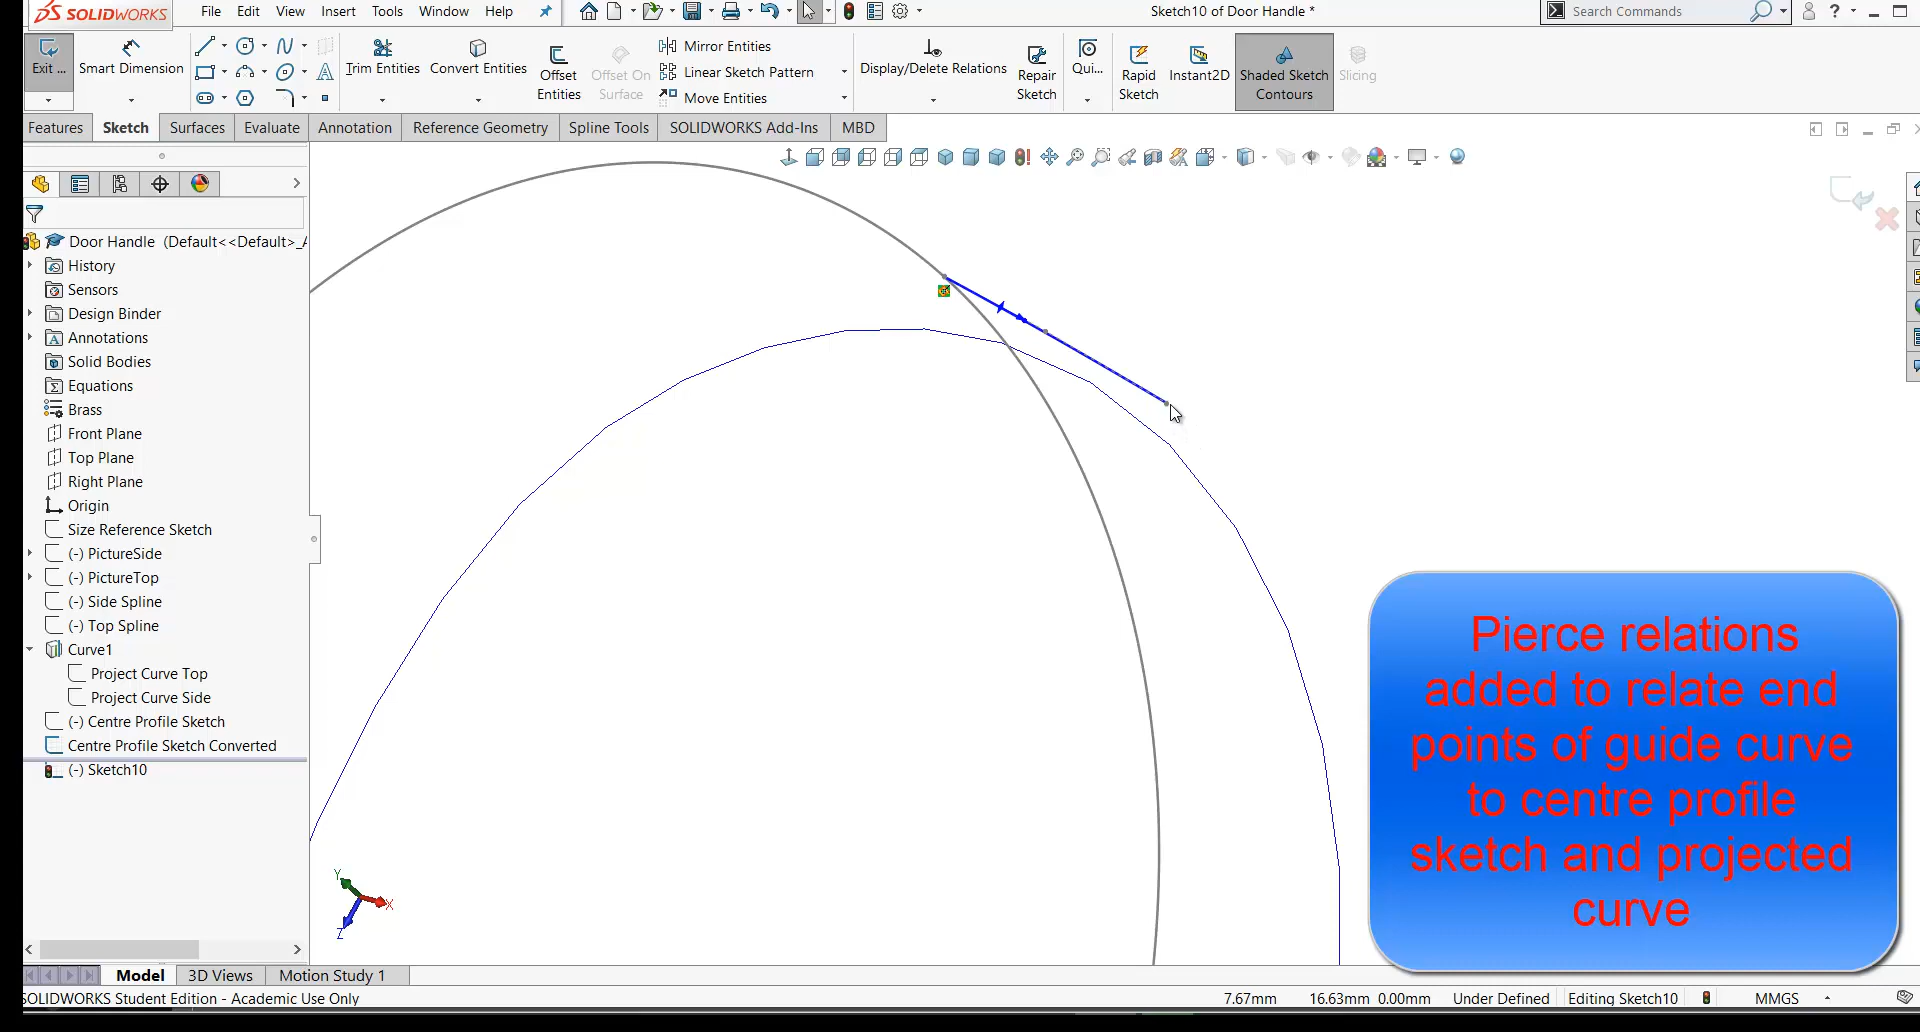 SOLIDWORKS
File Edit View Insert Tools Window Help
Sketch10 of Door Handle *
Search Commands
?
Exit ...
Smart Dimension
Trim Entities
Convert Entities
Offset
Entities
Offset On
Surface
Mirror Entities
Linear Sketch Pattern
Move Entities
Display/Delete Relations
Repair
Sketch
Qui...
Rapid
Sketch
Instant2D
Shaded Sketch
Contours
Slicing
Features Sketch Surfaces Evaluate Annotation Reference Geometry Spline Tools SOLIDWORKS Add-Ins MBD
Door Handle (Default<<Default>_A
History
Sensors
Design Binder
Annotations
Solid Bodies
Equations
Brass
Front Plane
Top Plane
Right Plane
Origin
Size Reference Sketch
(-) PictureSide
(-) PictureTop
(-) Side Spline
(-) Top Spline
Curve1
Project Curve Top
Project Curve Side
(-) Centre Profile Sketch
Centre Profile Sketch Converted
(-) Sketch10
Y
X
Z
Pierce relations
added to relate end
points of guide curve
to centre profile
sketch and projected
curve
Model 3D Views Motion Study 1
SOLIDWORKS Student Edition - Academic Use Only
7.67mm 16.63mm 0.00mm Under Defined Editing Sketch10 MMGS